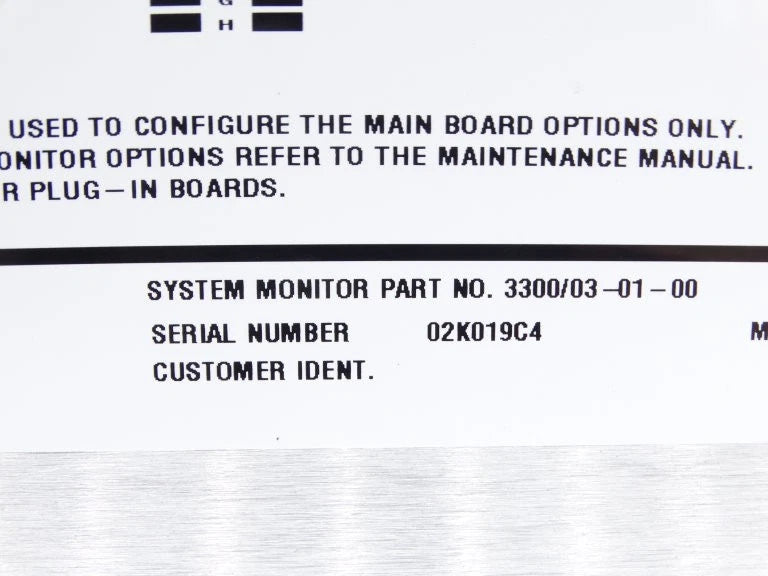 G
H
USED TO CONFIGURE THE MAIN BOARD OPTIONS ONLY.
ONITOR OPTIONS REFER TO THE MAINTENANCE MANUAL.
R PLUG-IN BOARDS.
SYSTEM MONITOR PART NO. 3300/03-01-00
SERIAL NUMBER 02K019C4 M
CUSTOMER IDENT.